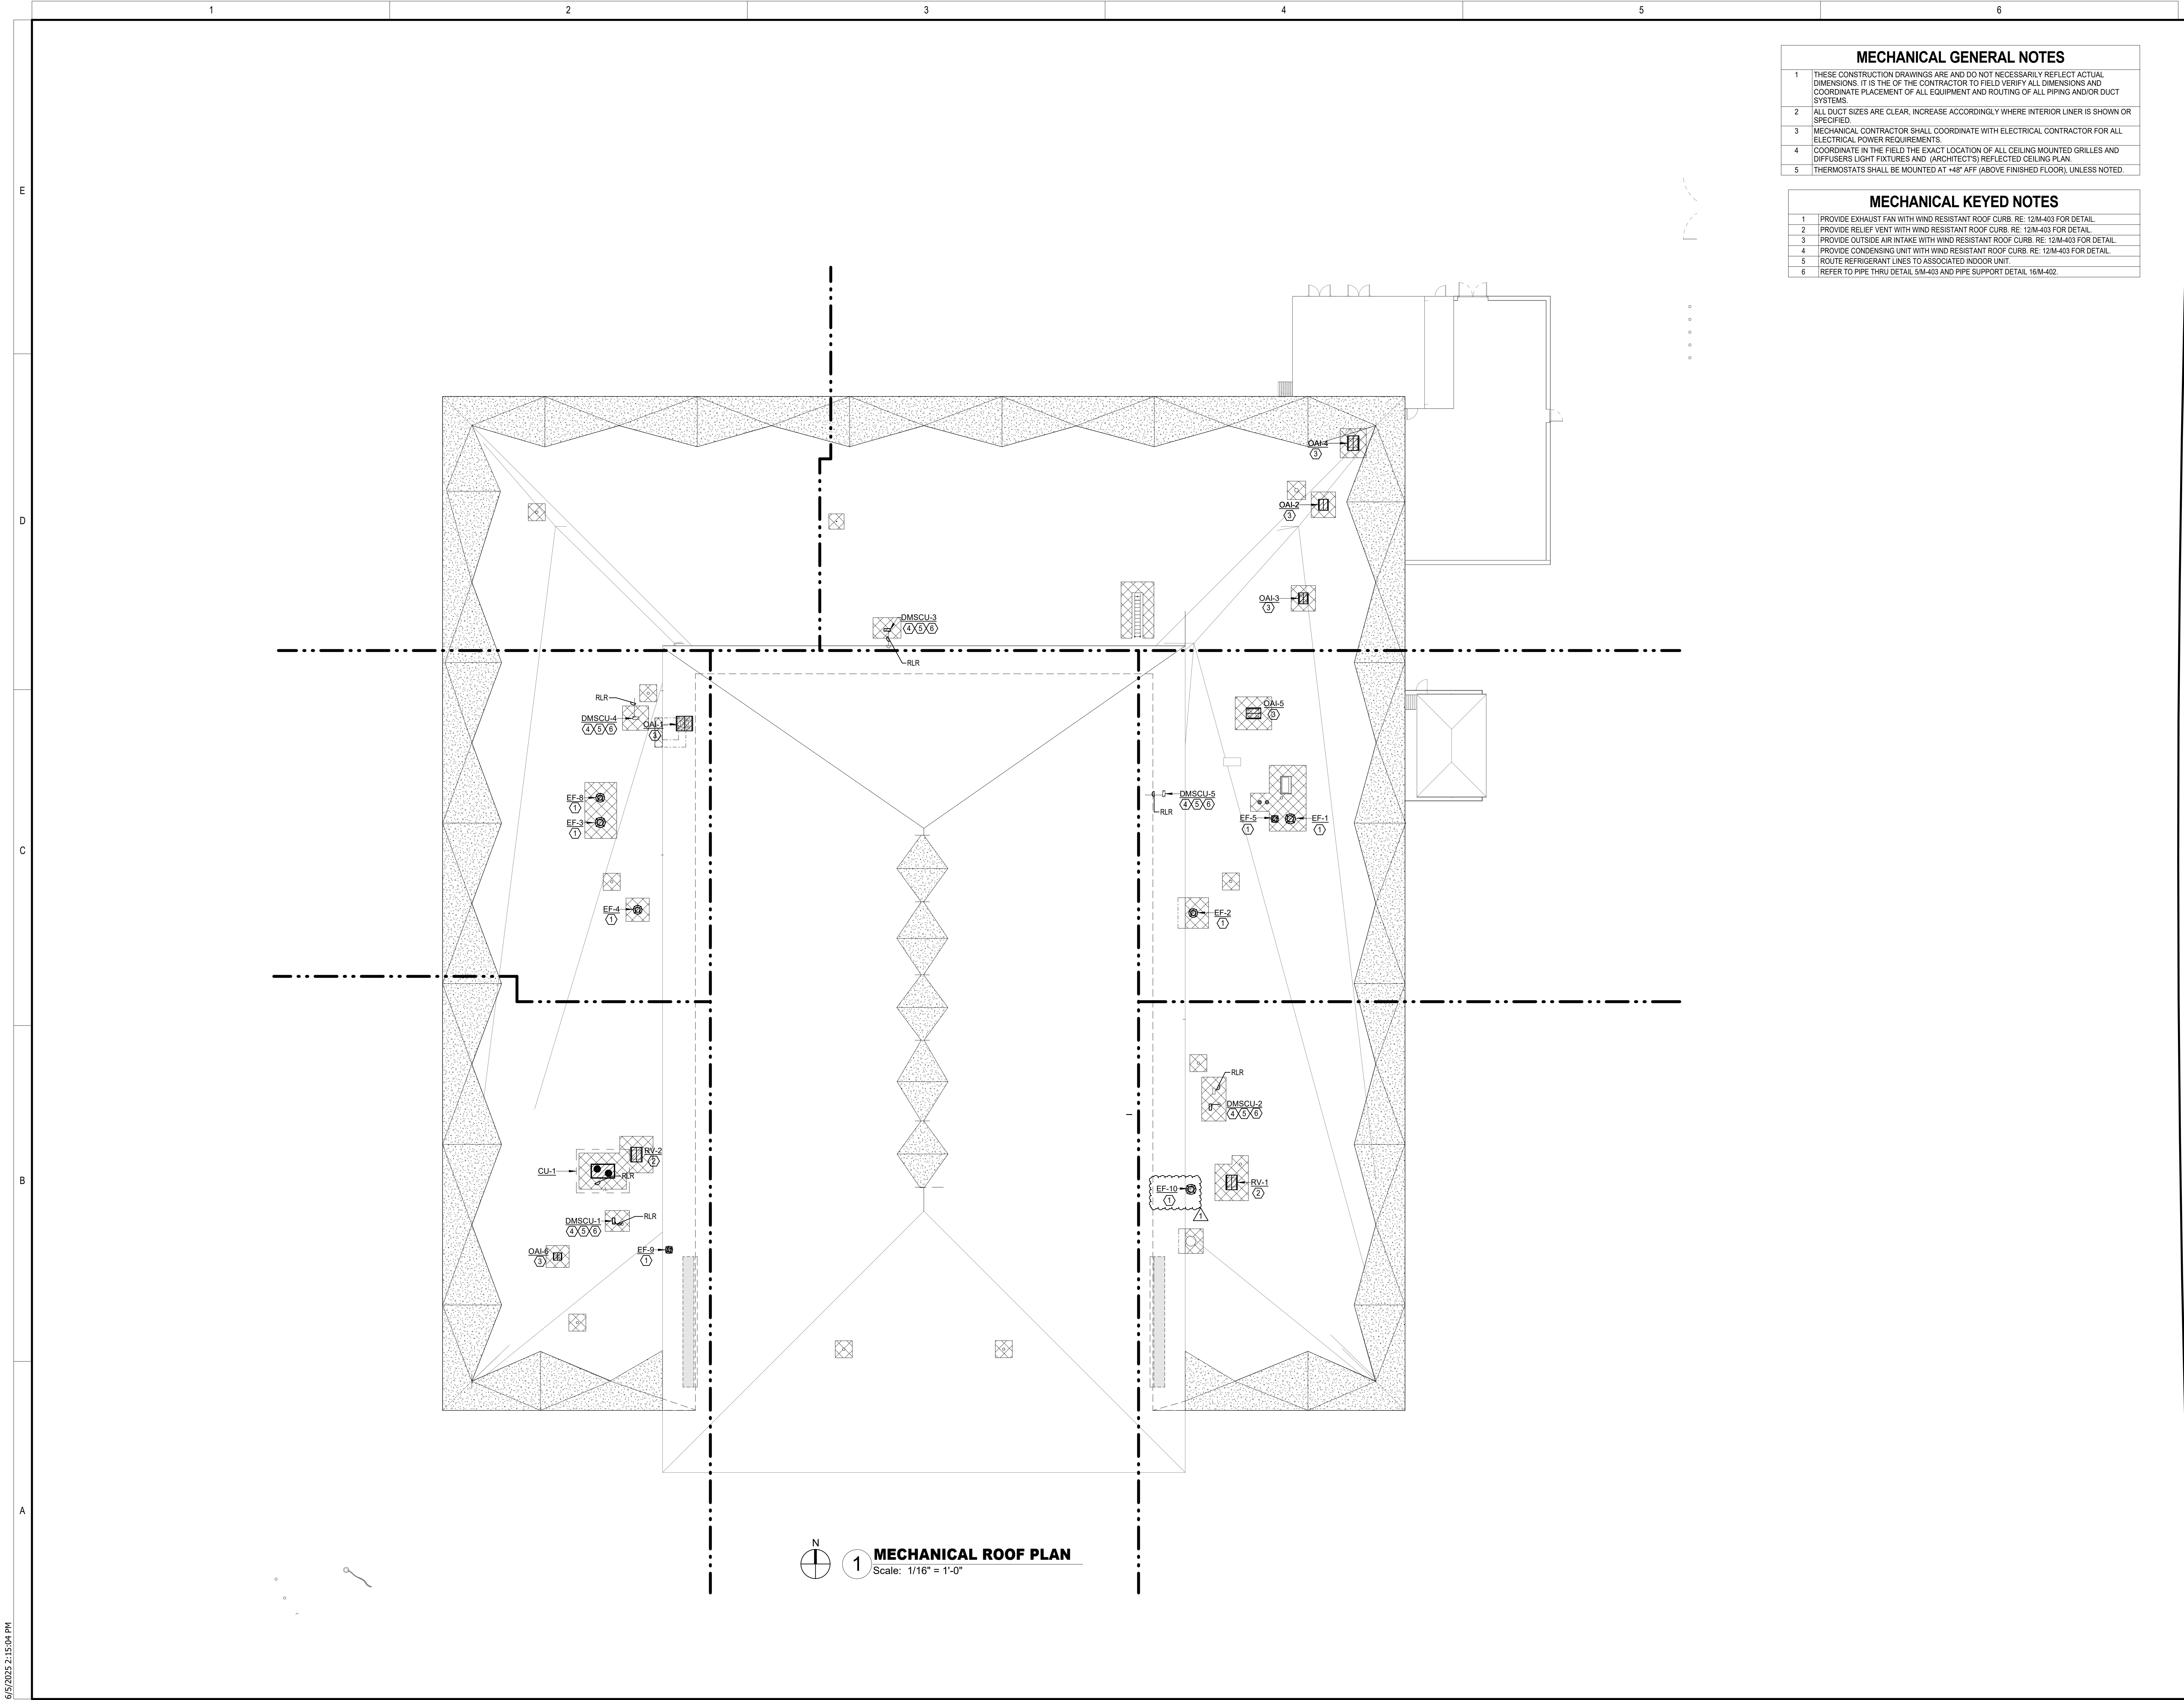 1 2 3 4 5 6
MECHANICAL GENERAL NOTES
1 THESE CONSTRUCTION DRAWINGS ARE AND DO NOT NECESSARILY REFLECT ACTUAL
DIMENSIONS. IT IS THE OF THE CONTRACTOR TO FIELD VERIFY ALL DIMENSIONS AND
COORDINATE PLACEMENT OF ALL EQUIPMENT AND ROUTING OF ALL PIPING AND/OR DUCT
SYSTEMS.
2 ALL DUCT SIZES ARE CLEAR, INCREASE ACCORDINGLY WHERE INTERIOR LINER IS SHOWN OR
SPECIFIED.
3 MECHANICAL CONTRACTOR SHALL COORDINATE WITH ELECTRICAL CONTRACTOR FOR ALL
ELECTRICAL POWER REQUIREMENTS.
4 COORDINATE IN THE FIELD THE EXACT LOCATION OF ALL CEILING MOUNTED GRILLES AND
DIFFUSERS LIGHT FIXTURES AND (ARCHITECT'S) REFLECTED CEILING PLAN.
5 THERMOSTATS SHALL BE MOUNTED AT +48" AFF (ABOVE FINISHED FLOOR), UNLESS NOTED.
MECHANICAL KEYED NOTES
1 PROVIDE EXHAUST FAN WITH WIND RESISTANT ROOF CURB. RE: 12/M-403 FOR DETAIL.
2 PROVIDE RELIEF VENT WITH WIND RESISTANT ROOF CURB. RE: 12/M-403 FOR DETAIL.
3 PROVIDE OUTSIDE AIR INTAKE WITH WIND RESISTANT ROOF CURB. RE: 12/M-403 FOR DETAIL.
4 PROVIDE CONDENSING UNIT WITH WIND RESISTANT ROOF CURB. RE: 12/M-403 FOR DETAIL.
5 ROUTE REFRIGERANT LINES TO ASSOCIATED INDOOR UNIT.
6 REFER TO PIPE THRU DETAIL 5/M-403 AND PIPE SUPPORT DETAIL 16/M-402.
E
D
C
B
A
OAI-4
3
OAI-2
3
OAI-3
3
DMSCU-3
4 5 6
RLR
RLR
DMSCU-4
4 5 6
OAI-1
3
OAI-5
3
EF-8
1
EF-3
1
DMSCU-5
4 5 6
RLR
EF-5
1
EF-1
1
EF-4
1
EF-2
1
RLR
DMSCU-2
4 5 6
RV-2
2
CU-1
RLR
EF-10
1
1
RV-1
2
DMSCU-1
4 5 6
RLR
OAI-6
3
EF-9
1
N
1
MECHANICAL ROOF PLAN
Scale: 1/16" = 1'-0"
6/5/2025 2:15:04 PM